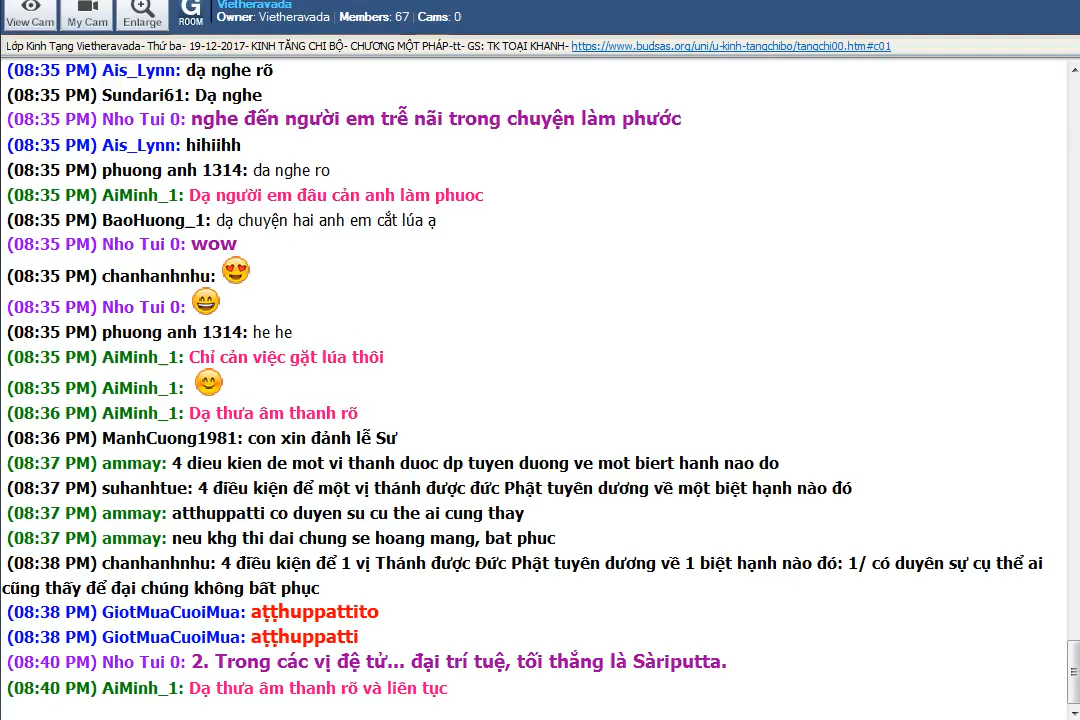 View Cam
My Cam
Enlarge
G
ROOM
Vietheravada
Owner: Vietheravada | Members: 67 | Cams: 0
Lớp Kinh Tạng Vietheravada- Thứ ba- 19-12-2017- KINH TĂNG CHI BỘ- CHƯƠNG MỘT PHÁP-tt- GS: TK TOẠI KHANH- https://www.budsas.org/uni/u-kinh-tangchibo/tangchi00.htm#c01
(08:35 PM) Ais_Lynn: dạ nghe rõ
(08:35 PM) Sundari61: Dạ nghe
(08:35 PM) Nho Tui 0: nghe đến người em trễ nãi trong chuyện làm phước
(08:35 PM) Ais_Lynn: hihiihh
(08:35 PM) phuong anh 1314: da nghe ro
(08:35 PM) AiMinh_1: Dạ người em đâu cản anh làm phuoc
(08:35 PM) BaoHuong_1: dạ chuyện hai anh em cắt lúa ạ
(08:35 PM) Nho Tui 0: wow
(08:35 PM) chanhanhnhu:
(08:35 PM) Nho Tui 0:
(08:35 PM) phuong anh 1314: he he
(08:35 PM) AiMinh_1: Chỉ cản việc gặt lúa thôi
(08:35 PM) AiMinh_1:
(08:36 PM) AiMinh_1: Dạ thưa âm thanh rõ
(08:36 PM) ManhCuong1981: con xin đảnh lễ Sư
(08:37 PM) ammay: 4 dieu kien de mot vi thanh duoc dp tuyen duong ve mot biert hanh nao do
(08:37 PM) suhanhtue: 4 điều kiện để một vị thánh được đức Phật tuyên dương về một biệt hạnh nào đó
(08:37 PM) ammay: atthuppatti co duyen su cu the ai cung thay
(08:37 PM) ammay: neu khg thi dai chung se hoang mang, bat phuc
(08:38 PM) chanhanhnhu: 4 điều kiện để 1 vị Thánh được Đức Phật tuyên dương về 1 biệt hạnh nào đó: 1/ có duyên sự cụ thể ai
cũng thấy để đại chúng không bất phục
(08:38 PM) GiotMuaCuoiMua: aṭṭhuppattito
(08:38 PM) GiotMuaCuoiMua: aṭṭhuppatti
(08:40 PM) Nho Tui 0: 2. Trong các vị đệ tử... đại trí tuệ, tối thắng là Sàriputta.
(08:40 PM) AiMinh_1: Dạ thưa âm thanh rõ và liên tục